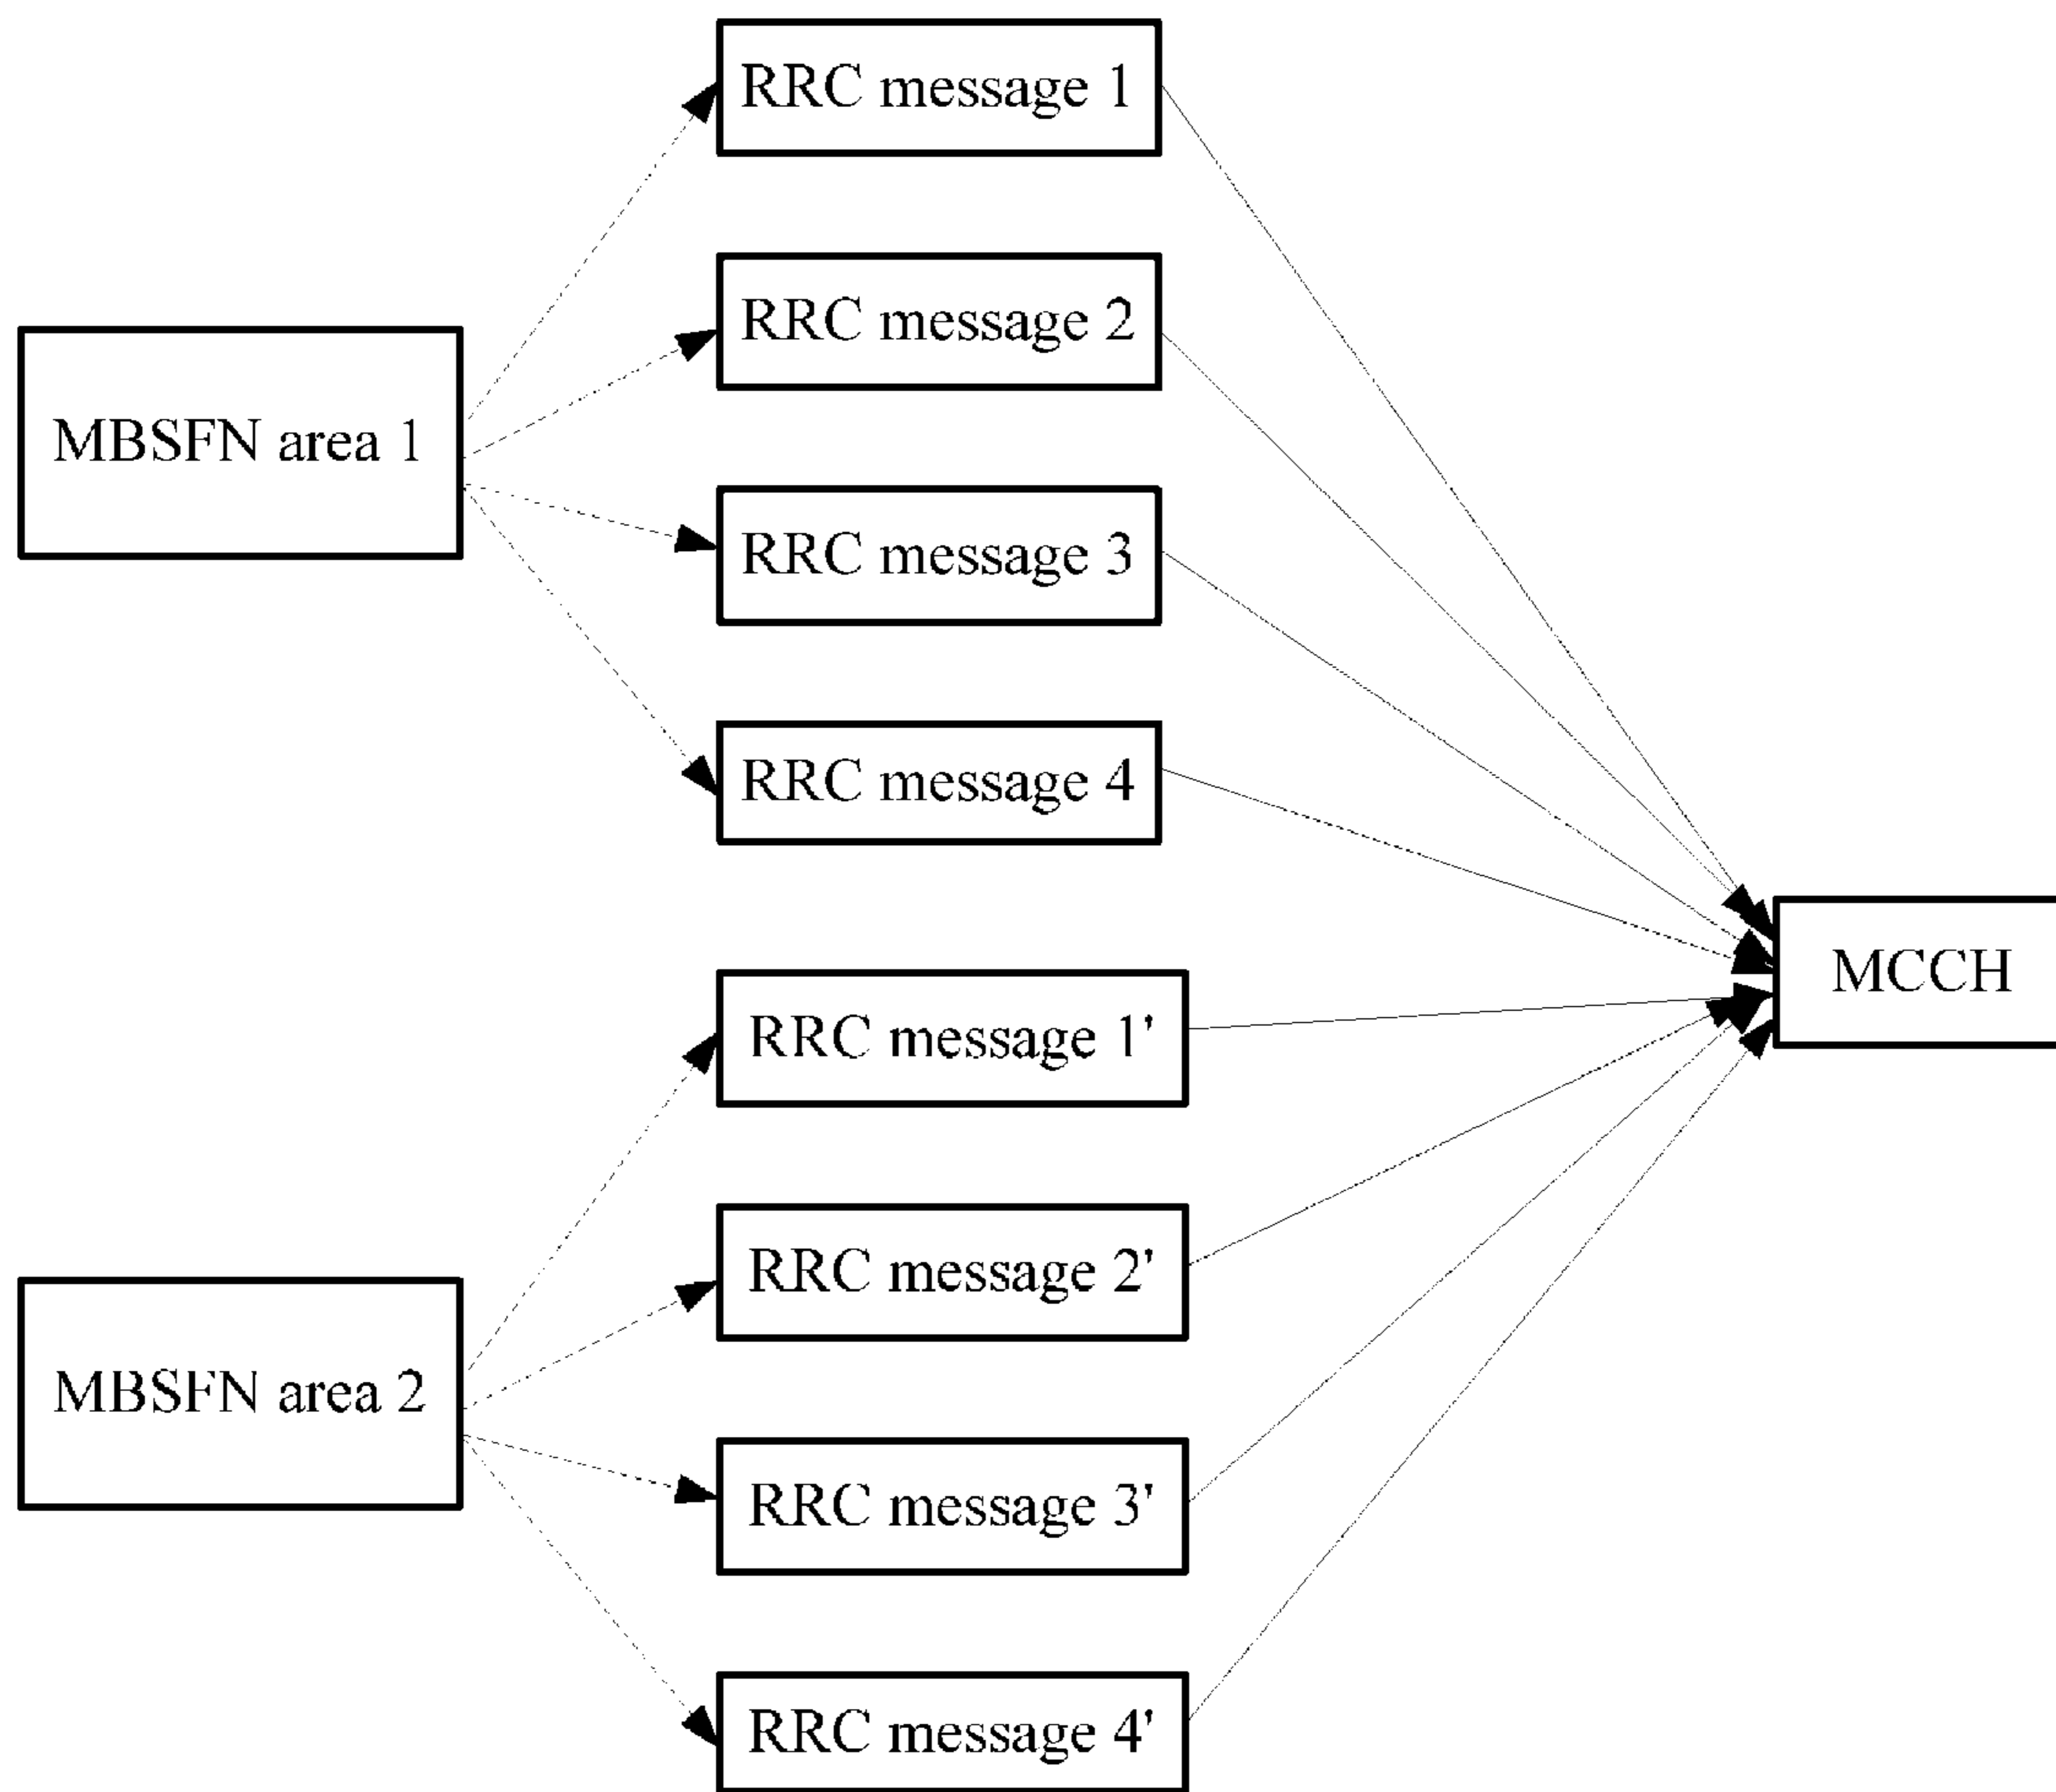 RRC message 1
RRC message 2
MBSFN area 1
RRC message 3
RRC message 4
MCCH
RRC message 1'
RRC message 2'
MBSFN area 2
RRC message 3'
RRC message 4'